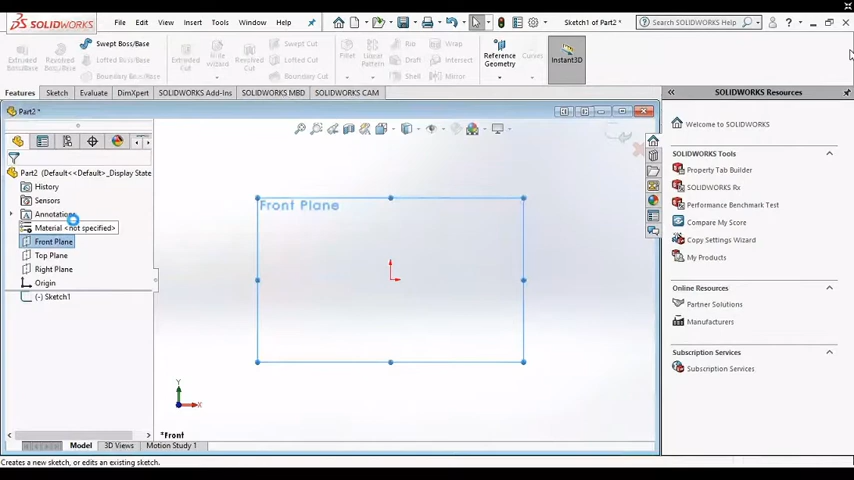 SOLIDWORKS File Edit View Insert Tools Window Help Sketch1 of Part2 * Search SOLIDWORKS Help
Extruded Boss/Base Revolved Boss/Base Swept Boss/Base Lofted Boss/Base Boundary Boss/Base Extruded Cut Hole Wizard Revolved Cut Swept Cut Lofted Cut Boundary Cut Fillet Linear Pattern Rib Draft Shell Wrap Intersect Mirror Reference Geometry Curves Instant3D
Features Sketch Evaluate DimXpert SOLIDWORKS Add-Ins SOLIDWORKS MBD SOLIDWORKS CAM
SOLIDWORKS Resources
Part2 *
Welcome to SOLIDWORKS
SOLIDWORKS Tools
Property Tab Builder
SOLIDWORKS Rx
Performance Benchmark Test
Compare My Score
Copy Settings Wizard
My Products
Online Resources
Partner Solutions
Manufacturers
Subscription Services
Subscription Services
Part2 (Default<<Default>_Display State
History
Sensors
Annotations
Material <not specified>
Front Plane
Top Plane
Right Plane
Origin
(-) Sketch1
Front Plane
Y
X
*Front
Model 3D Views Motion Study 1
Creates a new sketch, or edits an existing sketch.